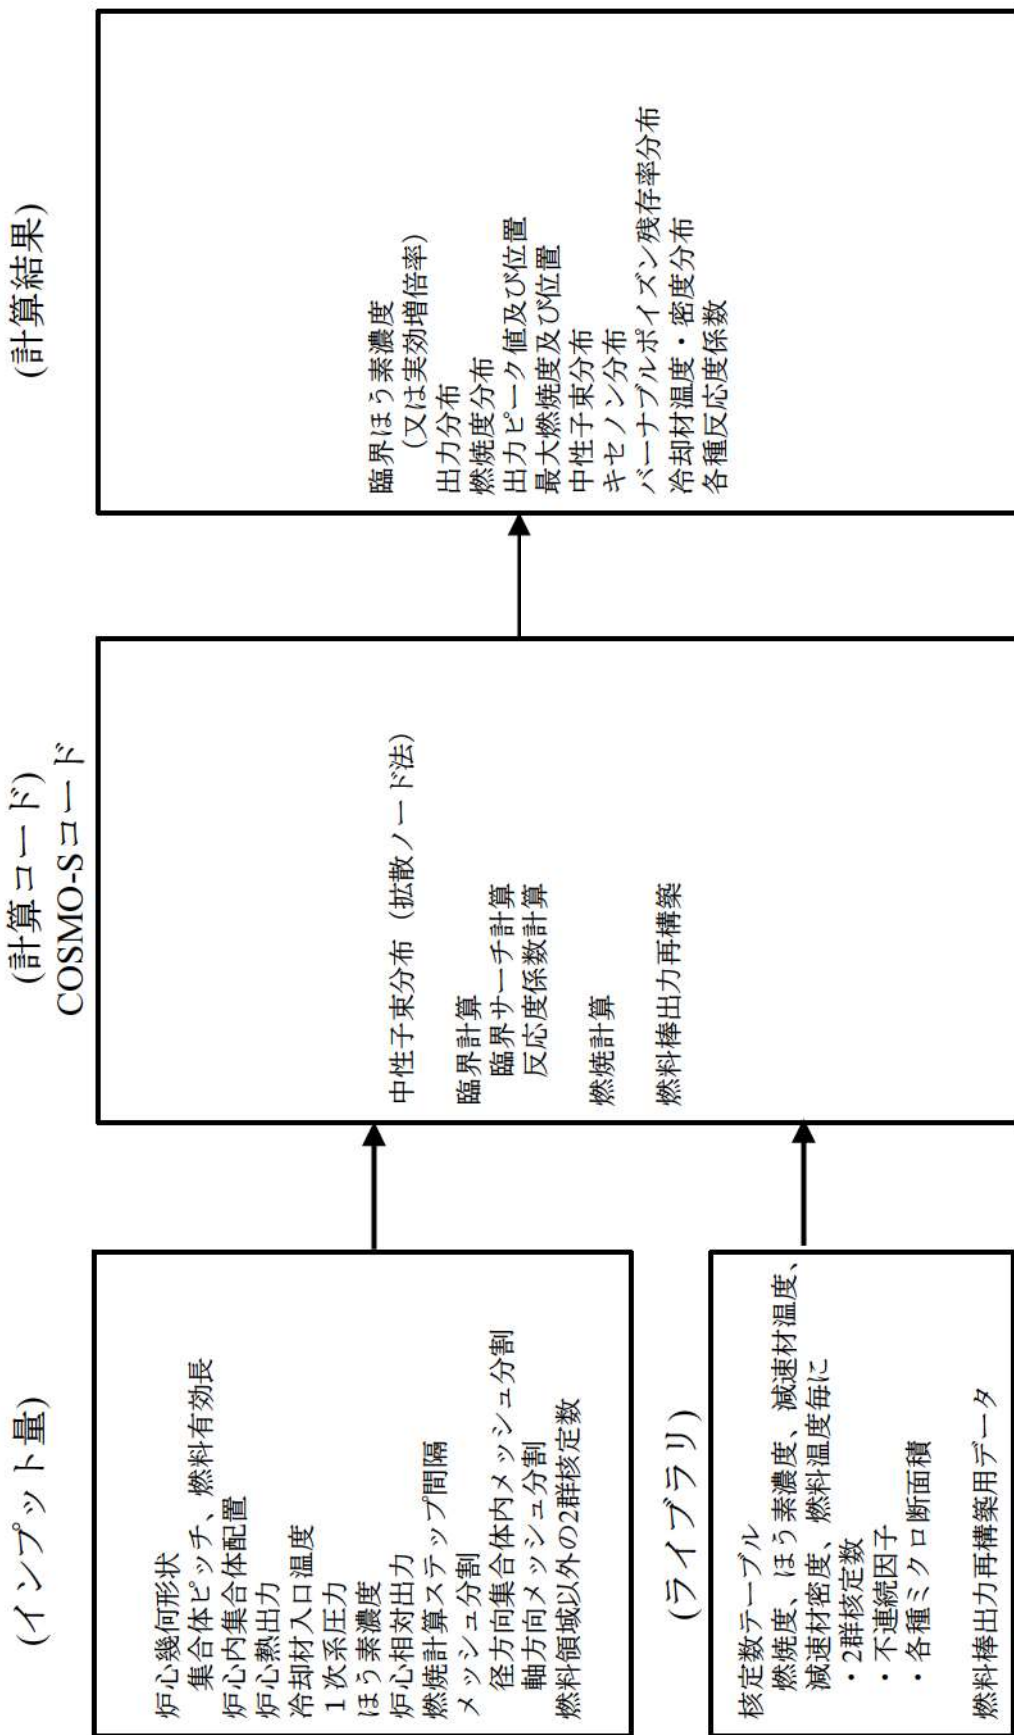 (インプット量)
炉心幾何形状
集合体ピッチ、燃料有効長
炉心内集合体配置
炉心熱出力
冷却材入口温度
1次系圧力
ほう素濃度
炉心相対出力
燃焼計算ステップ間隔
メッシュ分割
径方向集合体内メッシュ分割
軸方向メッシュ分割
燃料領域以外の2群核定数
(ライブラリ)
核定数テーブル
燃焼度、ほう素濃度、減速材温度、
減速材密度、燃料温度毎に
・2群核定数
・不連続因子
・各種ミクロ断面積
燃料棒出力再構築用データ
(計算コード)
COSMO-Sコード
中性子束分布（拡散ノード法）
臨界計算
臨界サーチ計算
反応度係数計算
燃焼計算
燃料棒出力再構築
(計算結果)
臨界ほう素濃度
(又は実効増倍率)
出力分布
燃焼度分布
出力ピーク値及び位置
最大燃焼度及び位置
中性子束分布
キセノン分布
バーナブルポイズン残存率分布
冷却材温度・密度分布
各種反応度係数